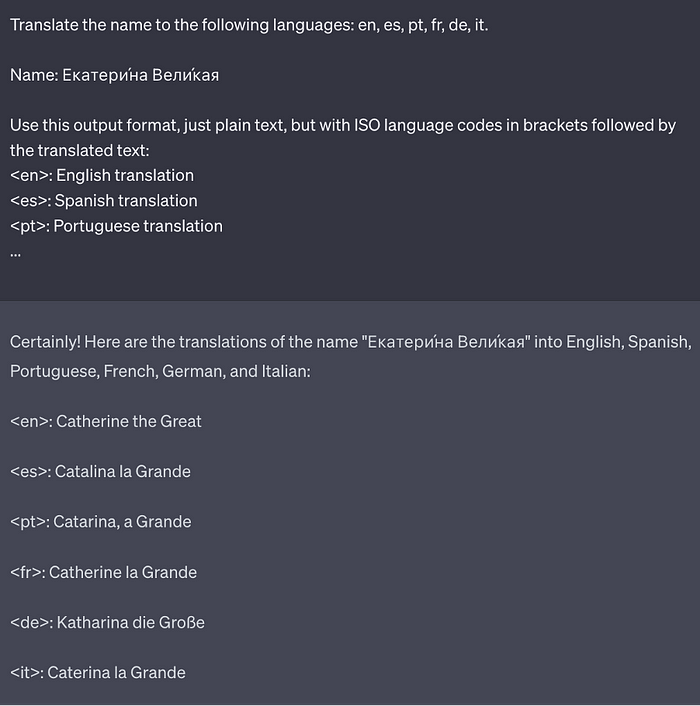 Translate the name to the following languages: en, es, pt, fr, de, it.
Name: Екатери́на Вели́кая
Use this output format, just plain text, but with ISO language codes in brackets followed by
the translated text:
<en>: English translation
<es>: Spanish translation
<pt>: Portuguese translation
...
Certainly! Here are the translations of the name "Екатери́на Вели́кая" into English, Spanish,
Portuguese, French, German, and Italian:
<en>: Catherine the Great
<es>: Catalina la Grande
<pt>: Catarina, a Grande
<fr>: Catherine la Grande
<de>: Katharina die Große
<it>: Caterina la Grande